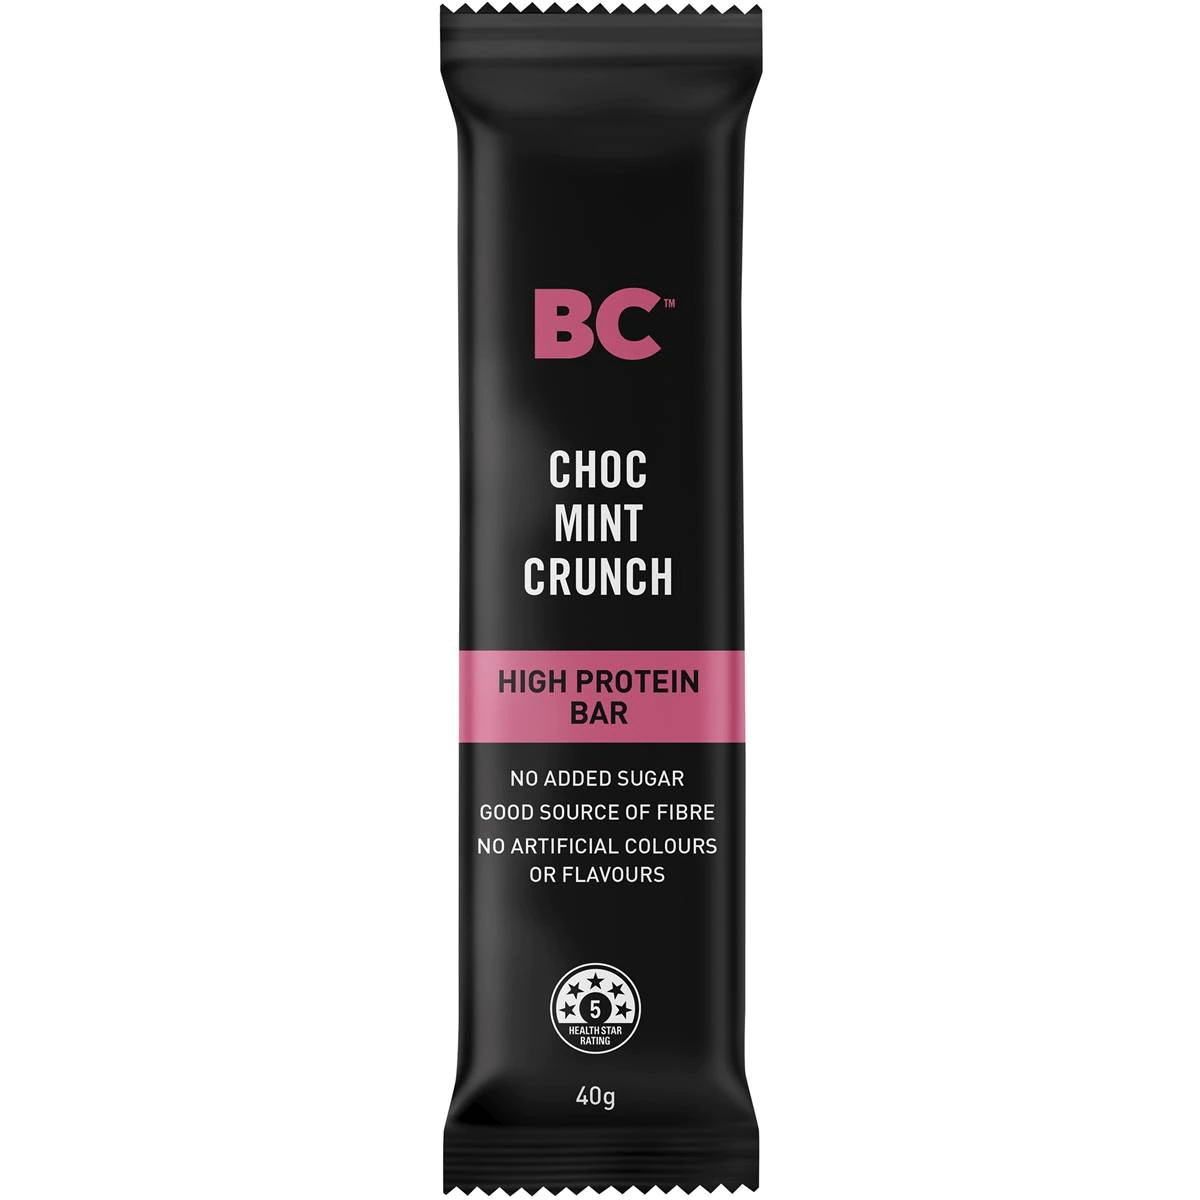 BC™
CHOC
MINT
CRUNCH
HIGH PROTEIN
BAR
NO ADDED SUGAR
GOOD SOURCE OF FIBRE
NO ARTIFICIAL COLOURS
OR FLAVOURS
5
HEALTH STAR
RATING
40g